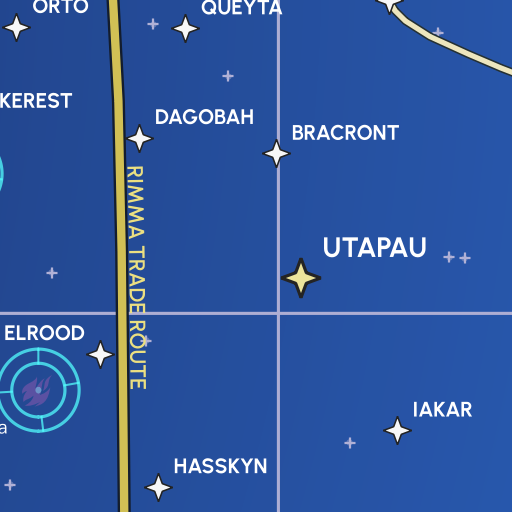 ORTO
QUEYTA
KEREST
DAGOBAH
BRACRONT
RIMMA TRADE ROUTE
UTAPAU
ELROOD
IAKAR
a
HASSKYN